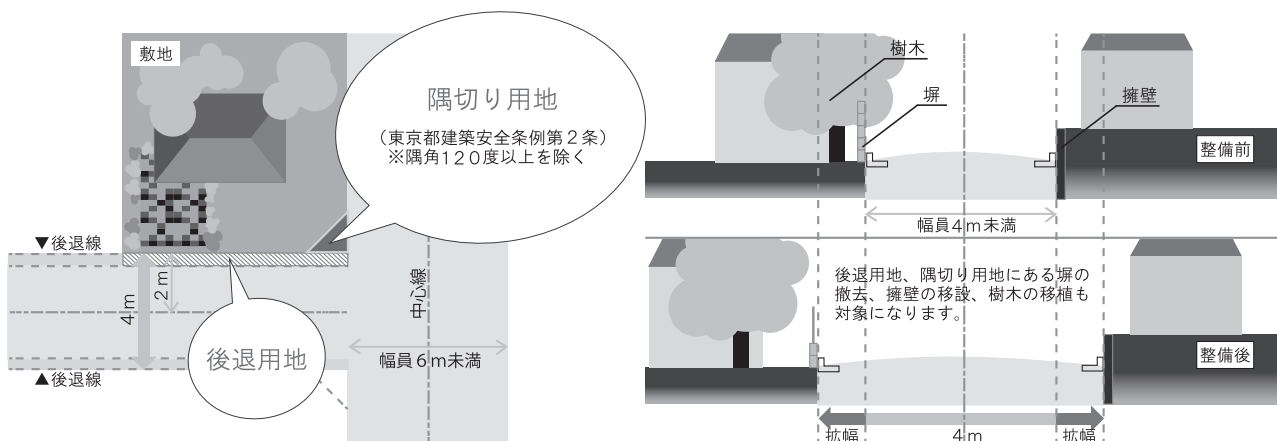 敷地
隅切り用地
（東京都建築安全条例第２条）
※隅角１２０度以上を除く
▼後退線
4ｍ
2ｍ
中心線
後退用地
幅員６ｍ未満
▲後退線
樹木
塀
擁壁
整備前
幅員4ｍ未満
後退用地、隅切り用地にある塀の
撤去、擁壁の移設、樹木の移植も
対象になります。
整備後
拡幅
4ｍ
拡幅